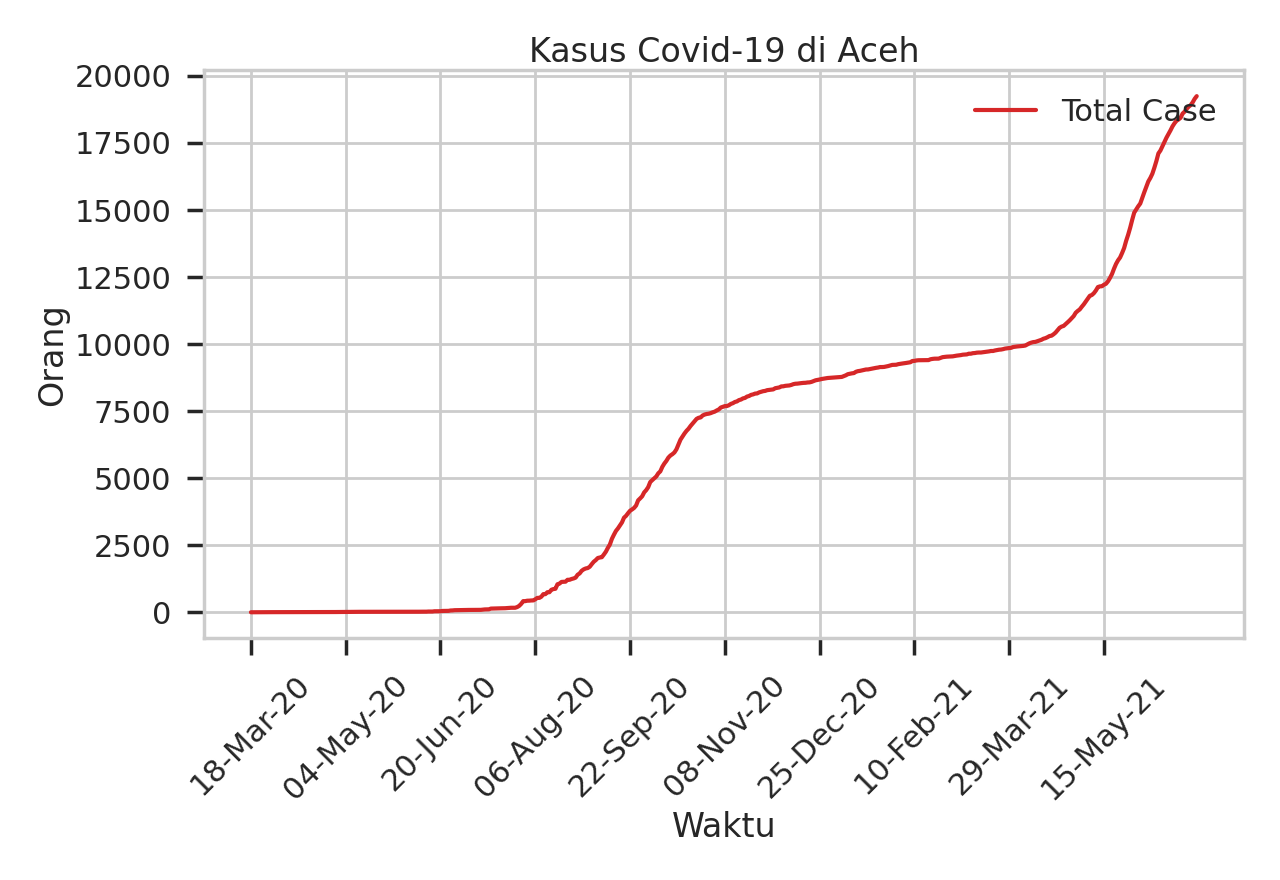 Kasus Covid-19 di Aceh
Total Case
20000
17500
15000
12500
10000
7500
5000
2500
0
Orang
18-Mar-20
04-May-20
20-Jun-20
06-Aug-20
22-Sep-20
08-Nov-20
25-Dec-20
10-Feb-21
29-Mar-21
15-May-21
Waktu